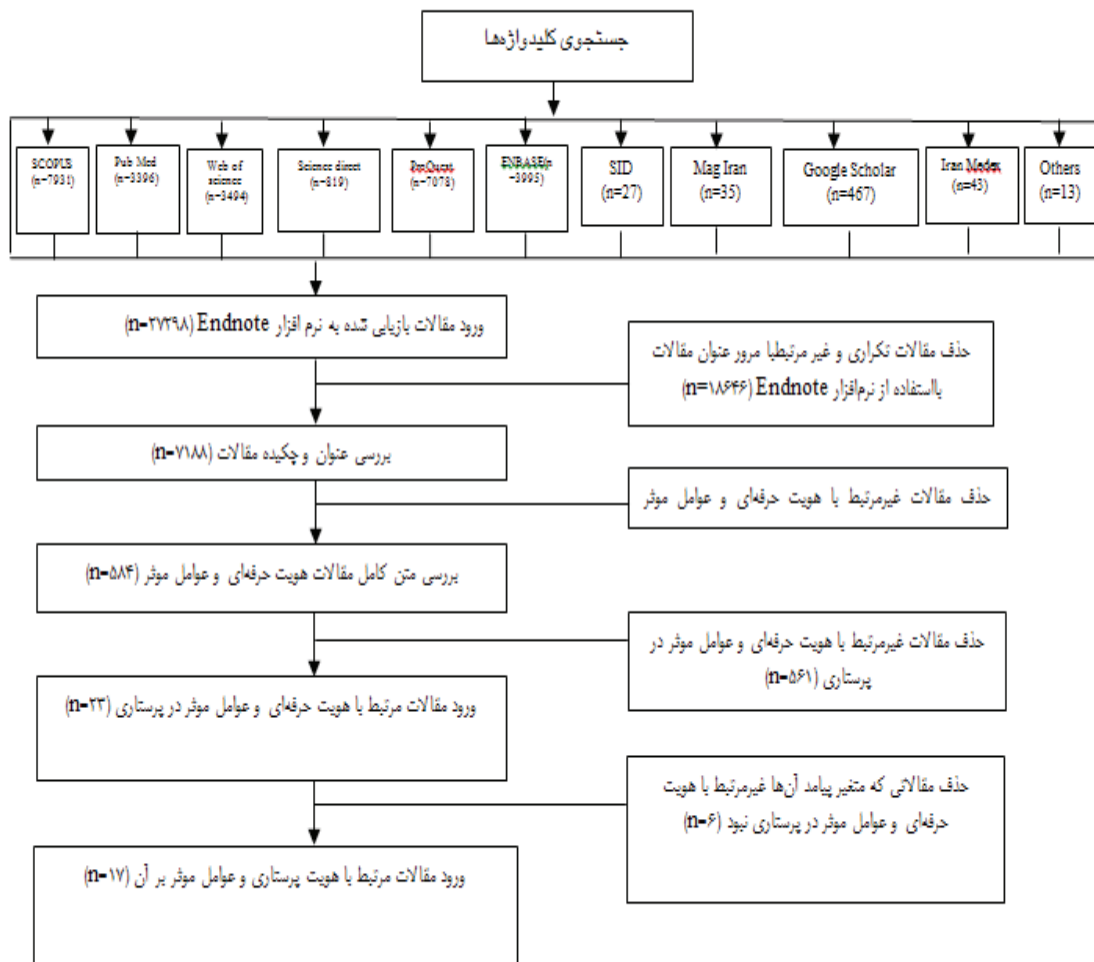 جستجوی کلیدواژه‌ها
SCOPUS
(n=7931)
Pub Med
(n=3396)
Web of
science
(n=3494)
Science direct
(n=819)
ProQuest
(n=7078)
ENBASE(n
=3995)
SID
(n=27)
Mag Iran
(n=35)
Google Scholar
(n=467)
Iran Medex
(n=43)
Others
(n=13)
ورود مقالات بازیابی شده به نرم افزار Endnote (n=۲۷۲۹۸)
حذف مقالات تکراری و غیر مرتبطبا مرور عنوان مقالات
بااستفاده از نرم‌افزار Endnote (n=۱۸۶۴۶)
بررسی عنوان و چکیده مقالات (n=۷۱۸۸)
حذف مقالات غیرمرتبط با هویت حرفه‌ای و عوامل موثر
بررسی متن کامل مقالات هویت حرفه‌ای و عوامل موثر (n=۵۸۴)
حذف مقالات غیرمرتبط با هویت حرفه‌ای و عوامل موثر در
پرستاری (n=۵۶۱)
ورود مقالات مرتبط با هویت حرفه‌ای و عوامل موثر در پرستاری (n=۲۳)
حذف مقالاتی که متغیر پیامد آن‌ها غیرمرتبط با هویت
حرفه‌ای و عوامل موثر در پرستاری نبود (n=۶)
ورود مقالات مرتبط با هویت پرستاری و عوامل موثر بر آن (n=۱۷)